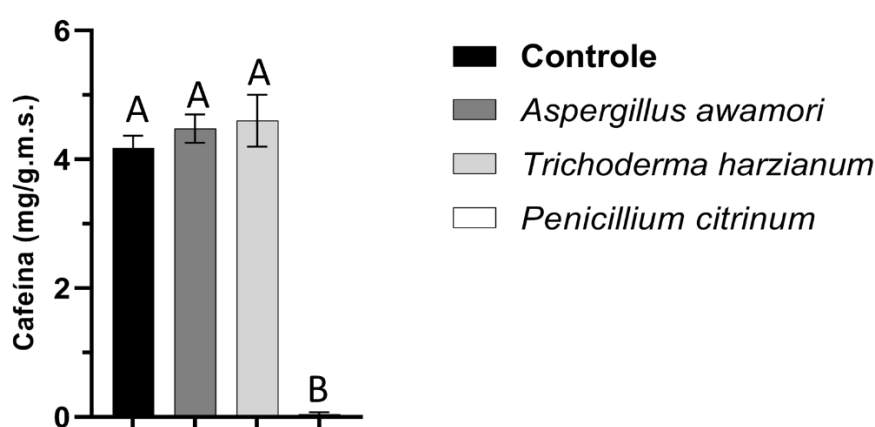 6
4
2
0
Cafeína (mg/g.m.s.)
A
A
A
B
Controle
Aspergillus awamori
Trichoderma harzianum
Penicillium citrinum